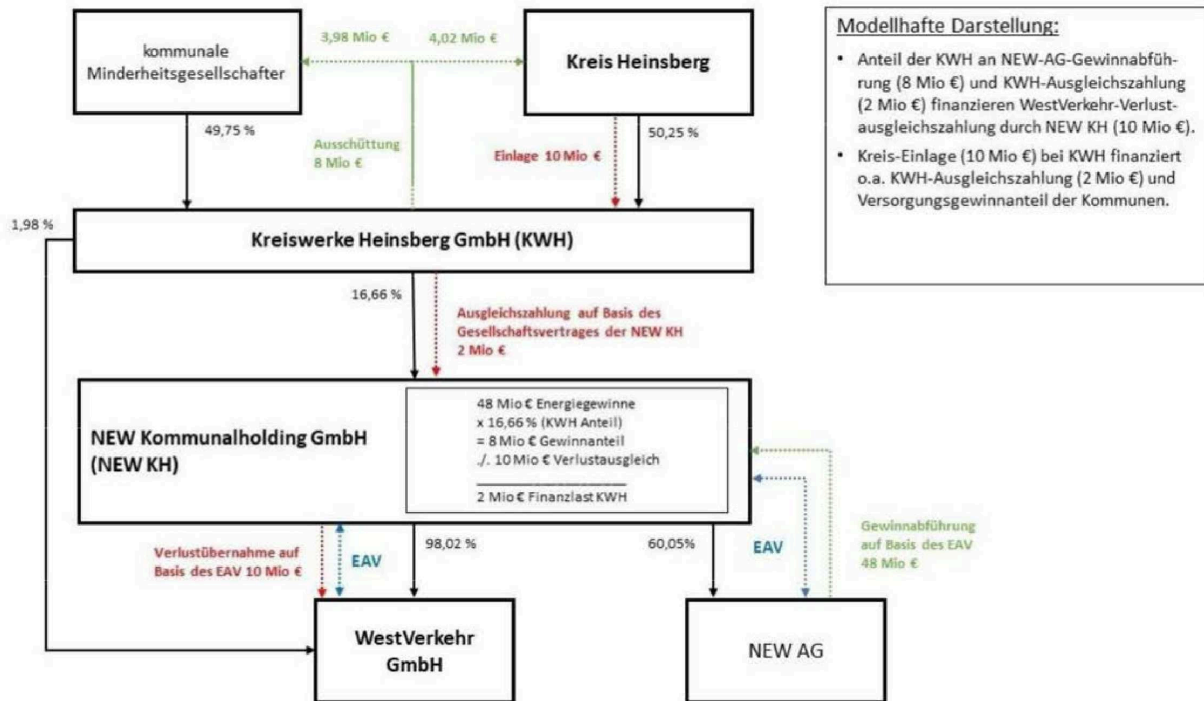 kommunale
Minderheitsgesellschafter
3,98 Mio €
4,02 Mio €
Kreis Heinsberg
49,75 %
Ausschüttung
8 Mio €
Einlage 10 Mio €
50,25 %
1,98 %
Kreiswerke Heinsberg GmbH (KWH)
16,66 %
Ausgleichszahlung auf Basis des
Gesellschaftsvertrages der NEW KH
2 Mio €
NEW Kommunalholding GmbH
(NEW KH)
48 Mio € Energiegewinne
x 16,66 % (KWH Anteil)
= 8 Mio € Gewinnanteil
./. 10 Mio € Verlustausgleich
2 Mio € Finanzlast KWH
Verlustübernahme auf
Basis des EAV 10 Mio €
EAV
98,02 %
60,05%
EAV
Gewinnabführung
auf Basis des EAV
48 Mio €
WestVerkehr
GmbH
NEW AG
Modellhafte Darstellung:
• Anteil der KWH an NEW-AG-Gewinnabfüh-
rung (8 Mio €) und KWH-Ausgleichszahlung
(2 Mio €) finanzieren WestVerkehr-Verlust-
ausgleichszahlung durch NEW KH (10 Mio €).
• Kreis-Einlage (10 Mio €) bei KWH finanziert
o.a. KWH-Ausgleichszahlung (2 Mio €) und
Versorgungsgewinnanteil der Kommunen.